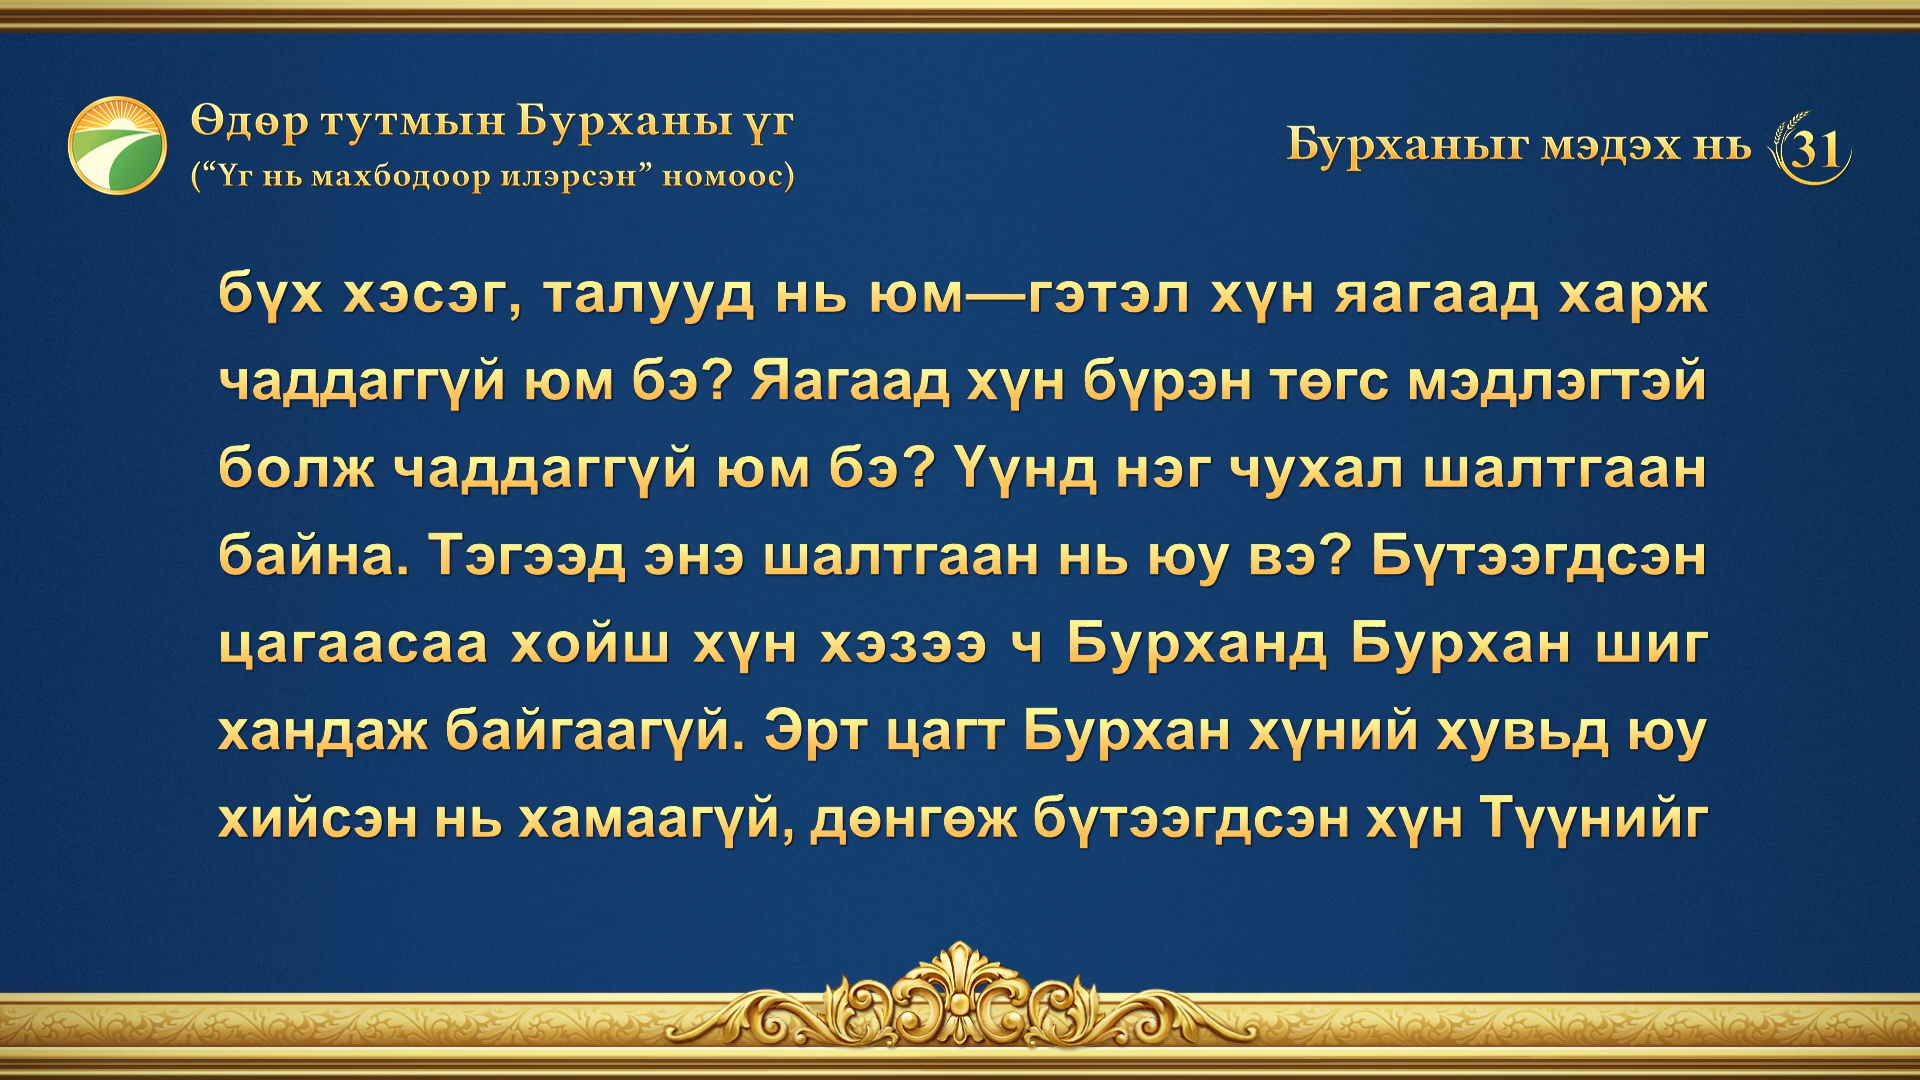 Өдөр тутмын Бурханы үг
(“Үг нь махбодоор илэрсэн” номоос)
Бурханыг мэдэх нь 31
бүх хэсэг, талууд нь юм—гэтэл хүн яагаад харж
чаддаггүй юм бэ? Яагаад хүн бүрэн төгс мэдлэгтэй
болж чаддаггүй юм бэ? Үүнд нэг чухал шалтгаан
байна. Тэгээд энэ шалтгаан нь юу вэ? Бүтээгдсэн
цагаасаа хойш хүн хэзээ ч Бурханд Бурхан шиг
хандаж байгаагүй. Эрт цагт Бурхан хүний хувьд юу
хийсэн нь хамаагүй, дөнгөж бүтээгдсэн хүн Түүнийг